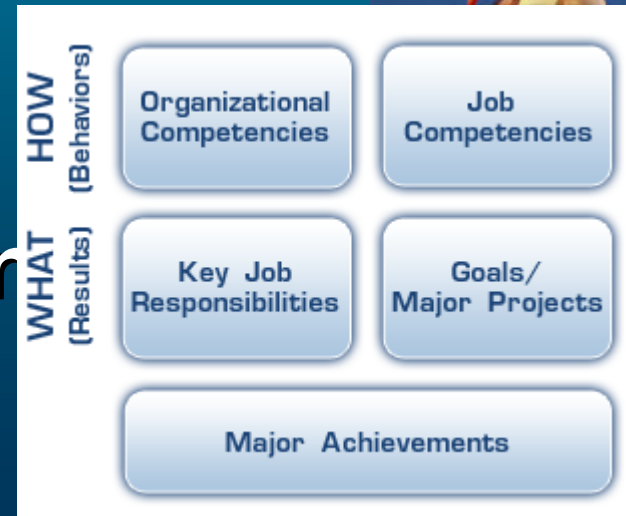 HOW
(Behaviors)
Organizational
Competencies
Job
Competencies
WHAT
(Results)
Key Job
Responsibilities
Goals/
Major Projects
Major Achievements